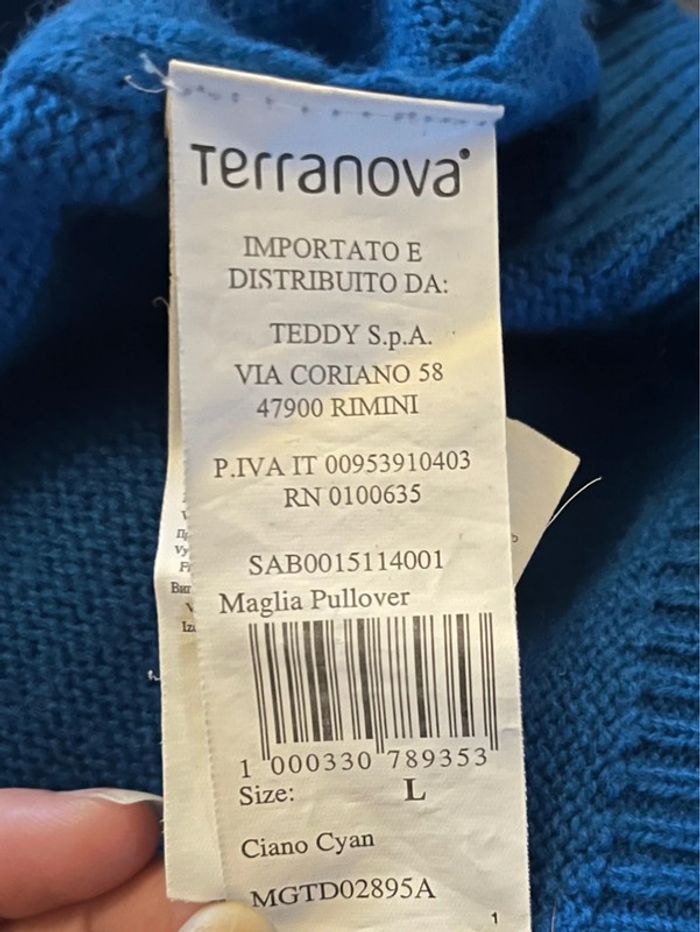 Terranova
IMPORTATO E
DISTRIBUITO DA:
TEDDY S.p.A.
VIA CORIANO 58
47900 RIMINI
P.IVA IT 00953910403
RN 0100635
SAB0015114001
Maglia Pullover
1 000330 789353
Size: L
Ciano Cyan
MGTD02895A
1